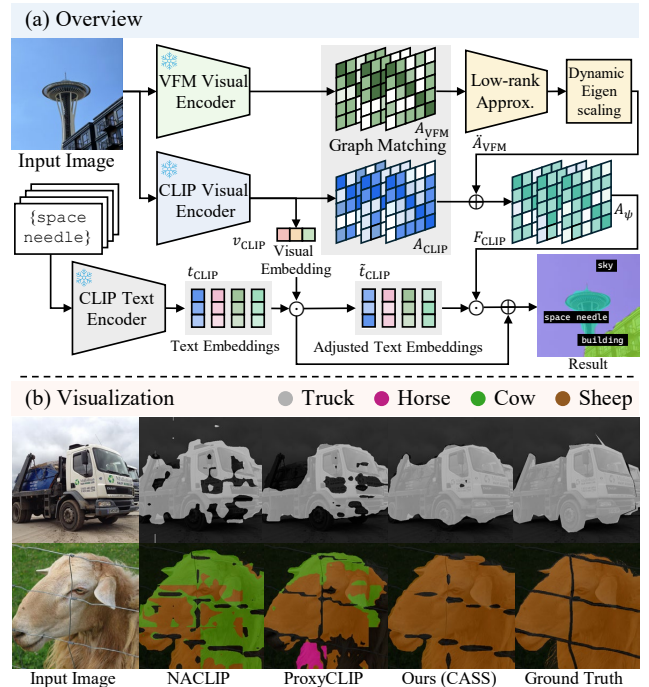 (a) Overview
VFM Visual
Encoder
Low-rank
Approx.
Dynamic
Eigen
scaling
A_VFM
Graph Matching
Input Image
Ä_VFM
CLIP Visual
Encoder
{space
needle}
v_CLIP
Visual
Embedding
A_CLIP
A_ψ
F_CLIP
CLIP Text
Encoder
t_CLIP
t̃_CLIP
Text Embeddings
Adjusted Text Embeddings
sky
space needle
building
Result
(b) Visualization
Truck Horse Cow Sheep
Input Image NACLIP ProxyCLIP Ours (CASS) Ground Truth